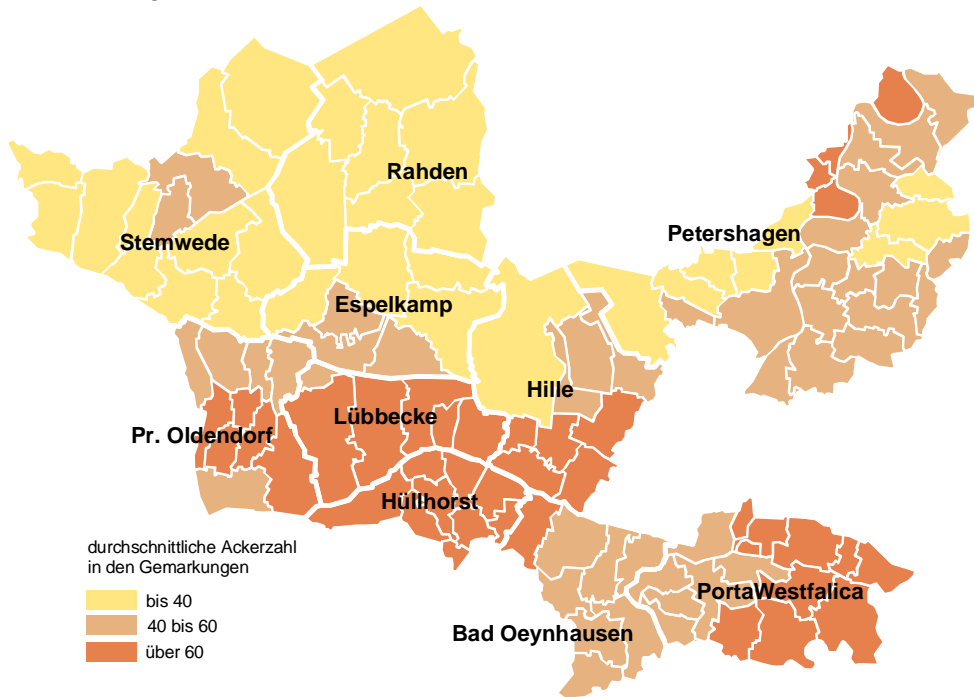 Rahden
Stemwede
Petershagen
Espelkamp
Hille
Lübbecke
Pr. Oldendorf
Hüllhorst
PortaWestfalica
Bad Oeynhausen
durchschnittliche Ackerzahl
in den Gemarkungen
bis 40
40 bis 60
über 60